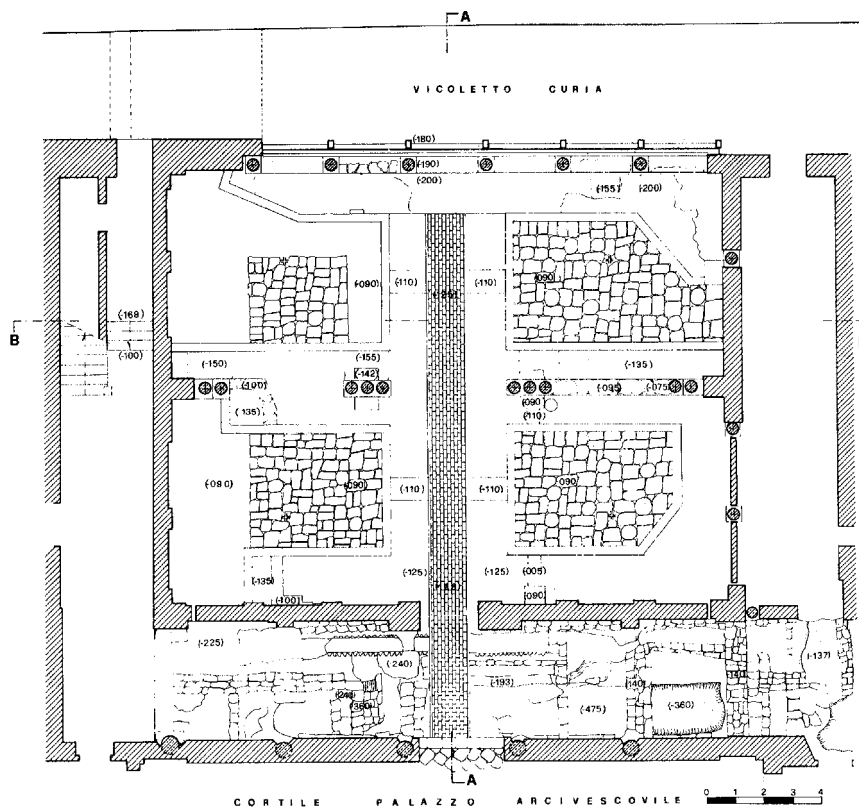 A
VICOLETTO CURIA
(-180)
(-190)
(-200) (-155) (-200)
(-090) (-110) (-110) (-090)
(-168)
B
(-100)
(-150) (-155) (-135)
(-142)
(-100) (-095) (-075)
(135) (090)
(110)
(-090) (-090) (-110) (-110) (-090)
(-135) (-125) (-125) (005)
(-100) (090)
(-225) (-240) (-137)
(-193) (-140)
(-360) (-475) (-360)
A
CORTILE PALAZZO ARCIVESCOVILE 0 1 2 3 4